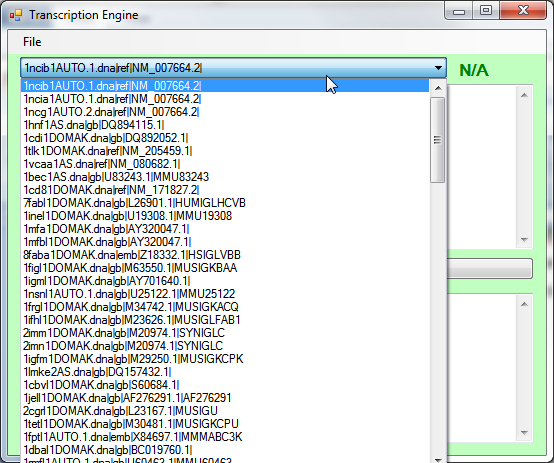 Transcription Engine
File
1ncib1AUTO.1.dna|ref|NM_007664.2|
N/A
1ncib1AUTO.1.dna|ref|NM_007664.2|
1ncia1AUTO.1.dna|ref|NM_007664.2|
1ncg1AUTO.2.dna|ref|NM_007664.2|
1hnf1AS.dna|gb|DQ894115.1|
1cdi1DOMAK.dna|gb|DQ892052.1|
1tlk1DOMAK.dna|ref|NM_205459.1|
1vcaa1AS.dna|ref|NM_080682.1|
1bec1AS.dna|gb|U83243.1|MMU83243
1cd81DOMAK.dna|ref|NM_171827.2|
7fabl1DOMAK.dna|gb|L26901.1|HUMIGLHCVB
1inel1DOMAK.dna|gb|U19308.1|MMU19308
1mfa1DOMAK.dna|gb|AY320047.1|
1mfbl1DOMAK.dna|gb|AY320047.1|
8faba1DOMAK.dna|emb|Z18332.1|HSIGLVBB
1figl1DOMAK.dna|gb|M63550.1|MUSIGKBAA
1igml1DOMAK.dna|gb|AY701640.1|
1nsnl1AUTO.1.dna|gb|U25122.1|MMU25122
1frgl1DOMAK.dna|gb|M34742.1|MUSIGKACQ
1ifhl1DOMAK.dna|gb|M23626.1|MUSIGLFAB1
2imm1DOMAK.dna|gb|M20974.1|SYNIGLC
2imn1DOMAK.dna|gb|M20974.1|SYNIGLC
1igfm1DOMAK.dna|gb|M29250.1|MUSIGKCPK
1lmke2AS.dna|gb|DQ157432.1|
1cbvl1DOMAK.dna|gb|S60684.1|
1jell1DOMAK.dna|gb|AF276291.1|AF276291
2cgrl1DOMAK.dna|gb|L23167.1|MUSIGU
1tetl1DOMAK.dna|gb|M30481.1|MUSIGKCPU
1fptl1AUTO.1.dna|emb|X84697.1|MMMABC3K
1dbal1DOMAK.dna|gb|BC019760.1|